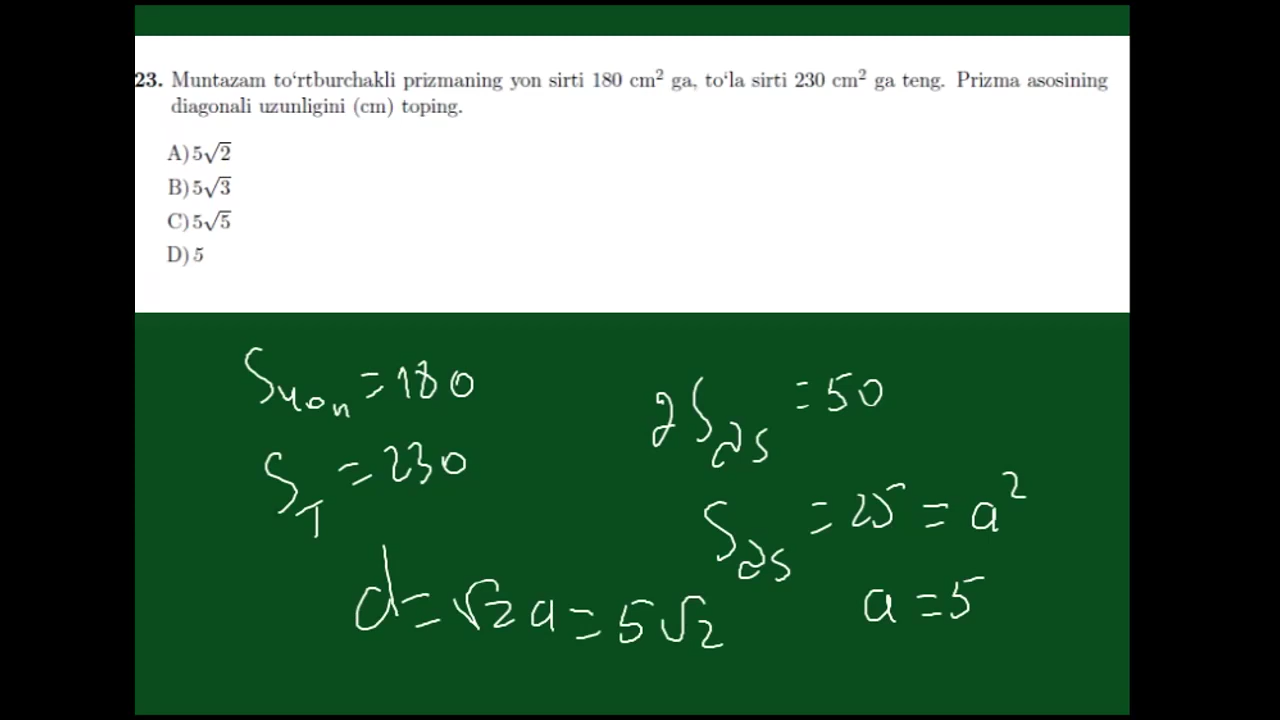 23. Muntazam to‘rtburchakli prizmaning yon sirti 180 cm² ga, to‘la sirti 230 cm² ga teng. Prizma asosining
diagonali uzunligini (cm) toping.
A) 5√2
B) 5√3
C) 5√5
D) 5
S_yon = 180
2S_as = 50
S_T = 230
S_as = 25 = a²
d = √2 a = 5√2
a = 5